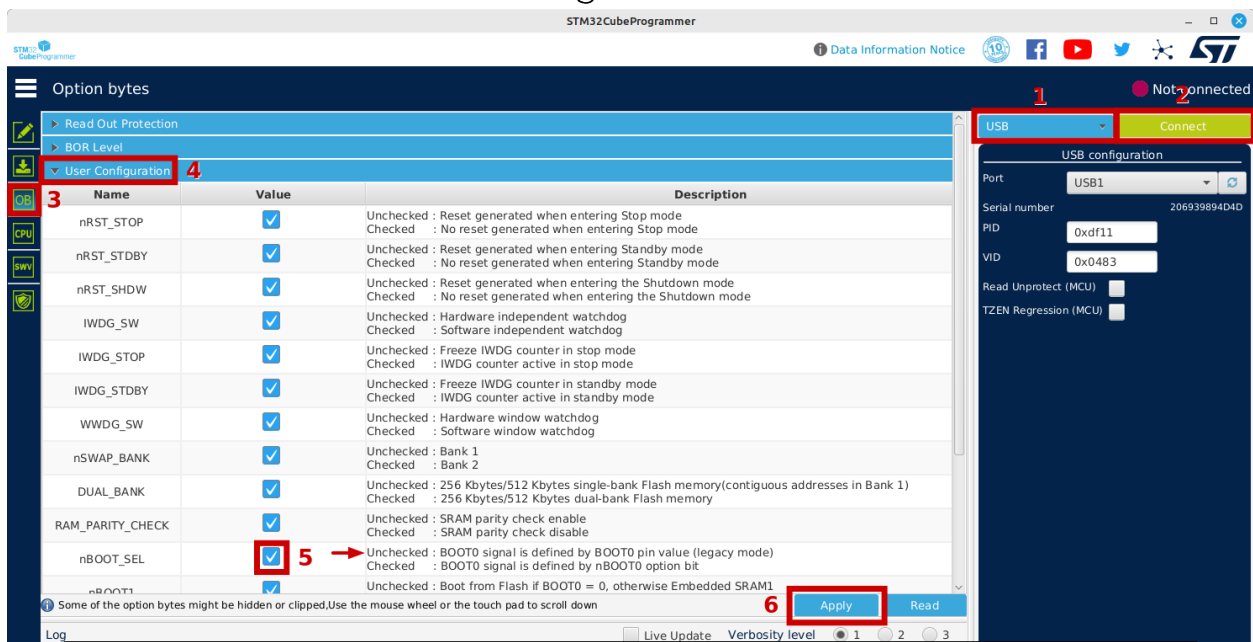 STM32CubeProgrammer
STM32
CubeProgrammer
Data Information Notice
10
ST
Option bytes
Not connected
1
2
Read Out Protection
BOR Level
User Configuration
4
3
OB
CPU
SWV
Name Value Description
nRST_STOP
Unchecked : Reset generated when entering Stop mode
Checked : No reset generated when entering Stop mode
nRST_STDBY
Unchecked : Reset generated when entering Standby mode
Checked : No reset generated when entering Standby mode
nRST_SHDW
Unchecked : Reset generated when entering the Shutdown mode
Checked : No reset generated when entering the Shutdown mode
IWDG_SW
Unchecked : Hardware independent watchdog
Checked : Software independent watchdog
IWDG_STOP
Unchecked : Freeze IWDG counter in stop mode
Checked : IWDG counter active in stop mode
IWDG_STDBY
Unchecked : Freeze IWDG counter in standby mode
Checked : IWDG counter active in standby mode
WWDG_SW
Unchecked : Hardware window watchdog
Checked : Software window watchdog
nSWAP_BANK
Unchecked : Bank 1
Checked : Bank 2
DUAL_BANK
Unchecked : 256 Kbytes/512 Kbytes single-bank Flash memory(contiguous addresses in Bank 1)
Checked : 256 Kbytes/512 Kbytes dual-bank Flash memory
RAM_PARITY_CHECK
Unchecked : SRAM parity check enable
Checked : SRAM parity check disable
nBOOT_SEL
5
Unchecked : BOOT0 signal is defined by BOOT0 pin value (legacy mode)
Checked : BOOT0 signal is defined by nBOOT0 option bit
nBOOT1
Unchecked : Boot from Flash if BOOT0 = 0, otherwise Embedded SRAM1
Some of the option bytes might be hidden or clipped,Use the mouse wheel or the touch pad to scroll down
6
Apply
Read
Log
Live Update Verbosity level 1 2 3
USB
Connect
USB configuration
Port USB1
Serial number 206939894D4D
PID 0xdf11
VID 0x0483
Read Unprotect (MCU)
TZEN Regression (MCU)